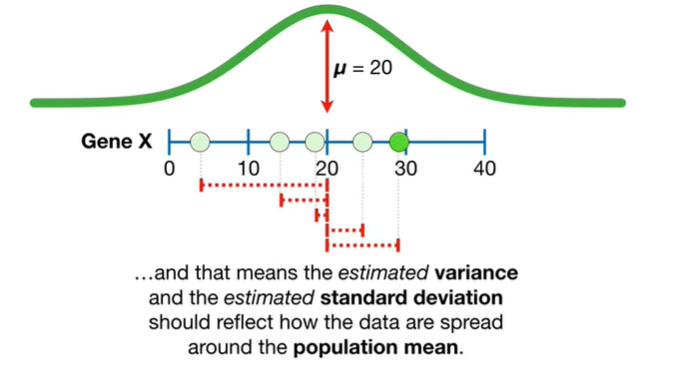 μ = 20
Gene X
0 10 20 30 40
...and that means the estimated variance
and the estimated standard deviation
should reflect how the data are spread
around the population mean.